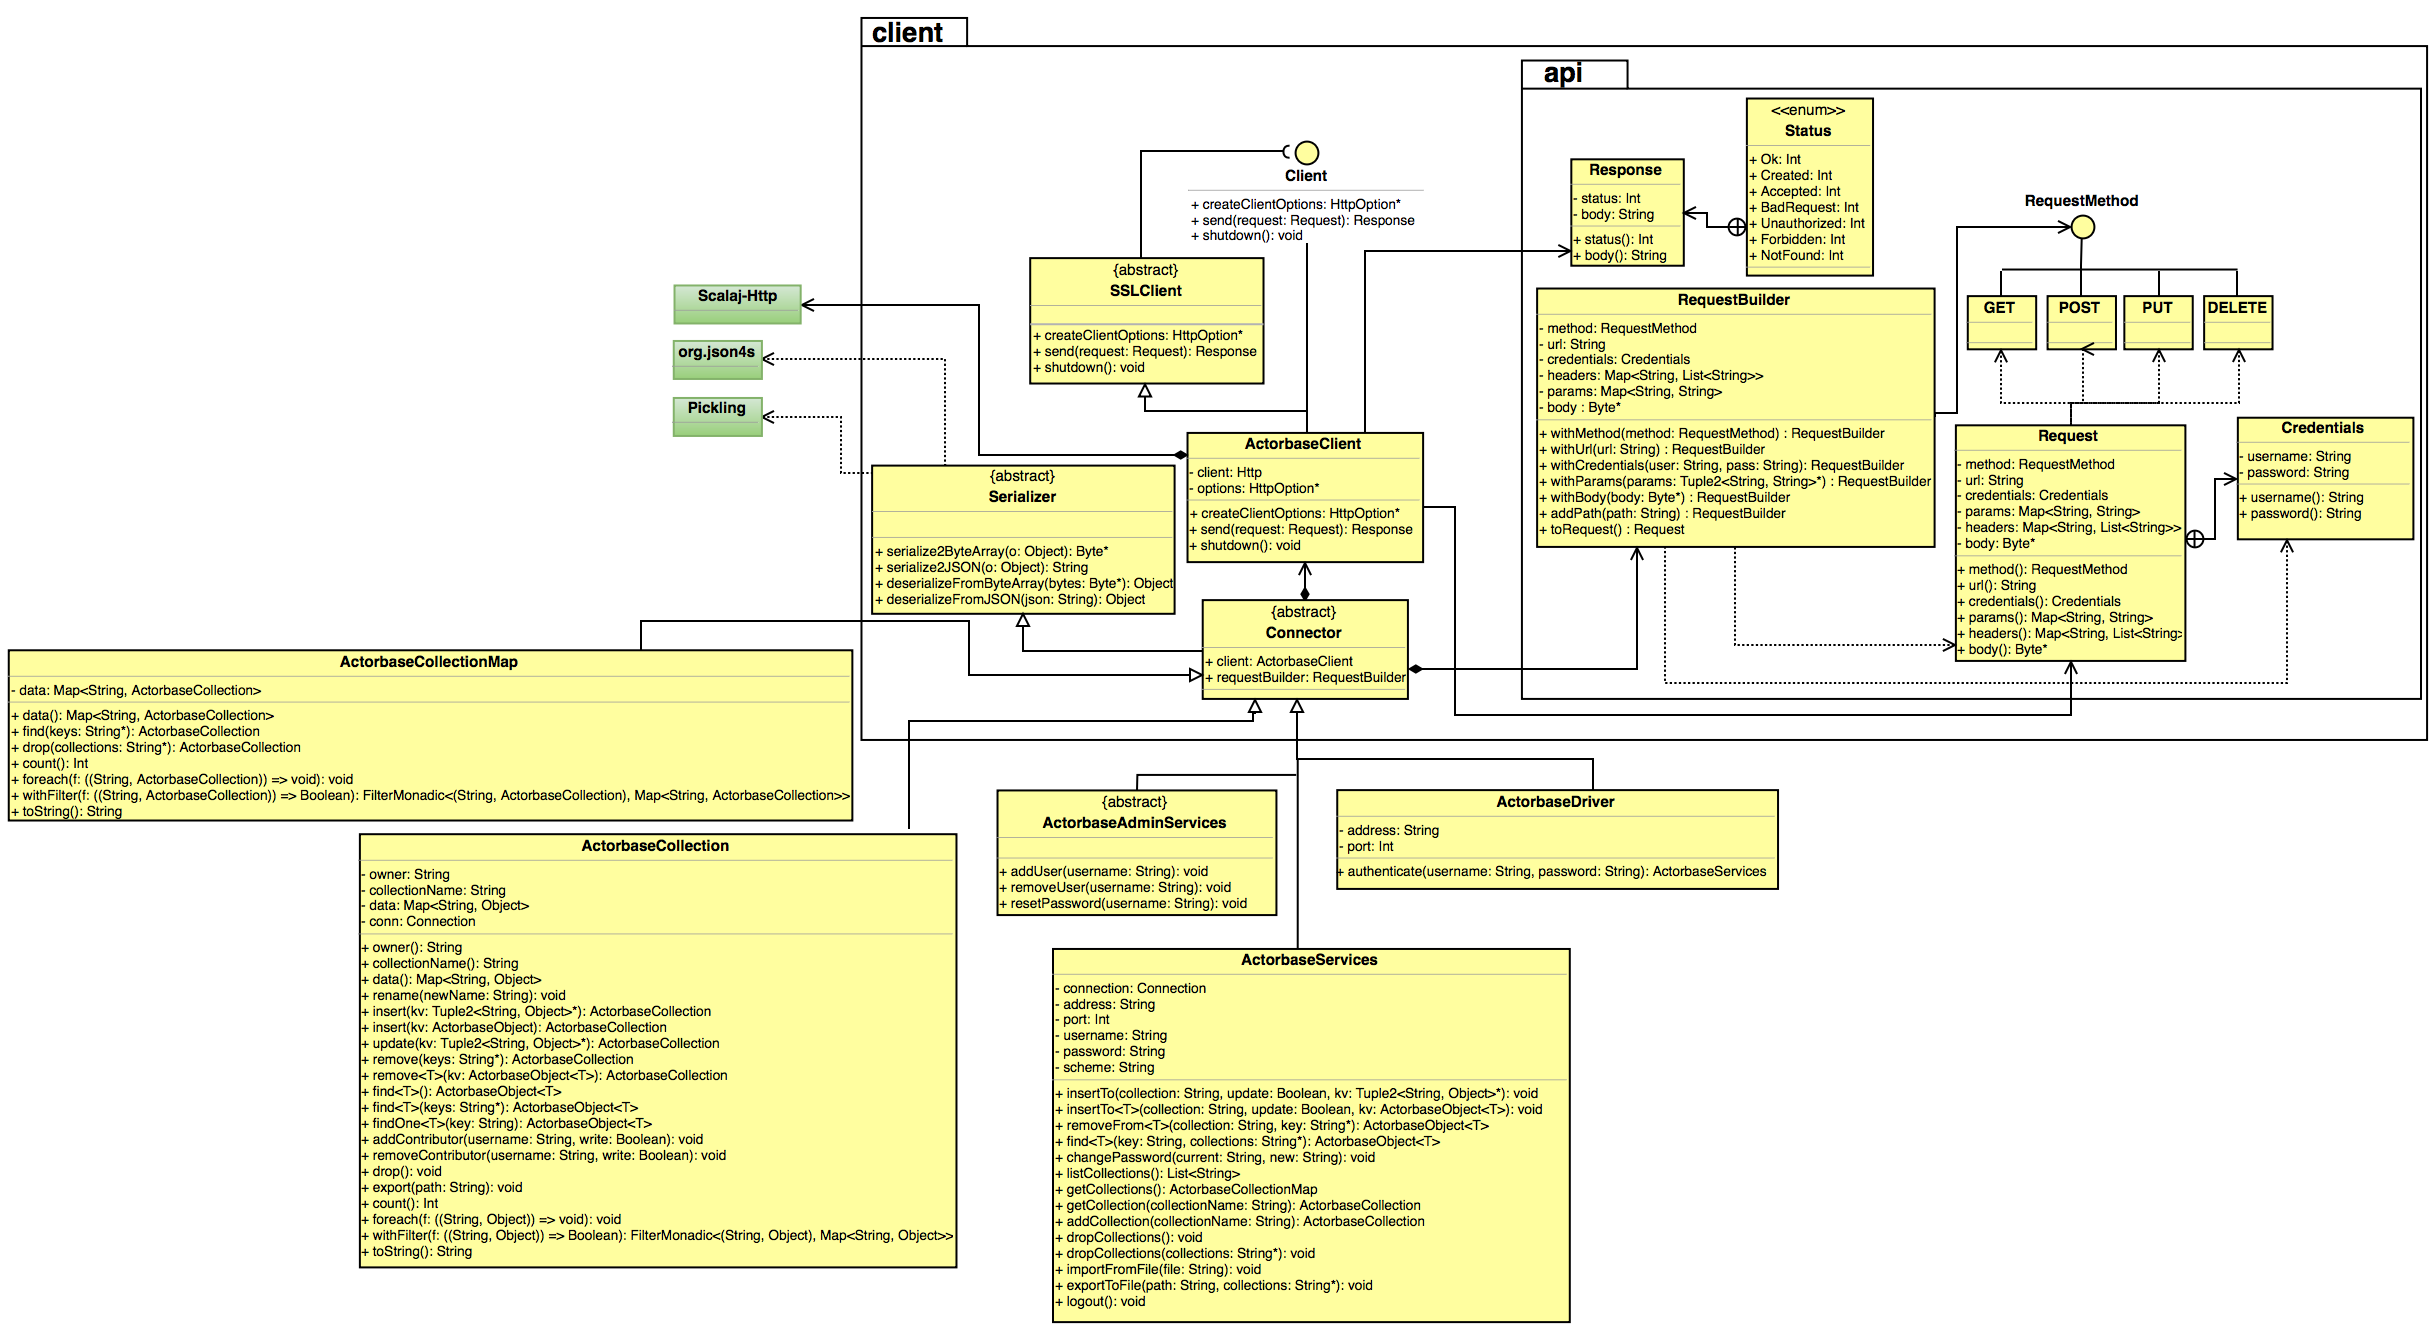 client
api
<<enum>>
Status
+ Ok: Int
+ Created: Int
+ Accepted: Int
+ BadRequest: Int
+ Unauthorized: Int
+ Forbidden: Int
+ NotFound: Int
Response
- status: Int
- body: String
+ status(): Int
+ body(): String
Client
+ createClientOptions: HttpOption*
+ send(request: Request): Response
+ shutdown(): void
RequestMethod
{abstract}
SSLClient
+ createClientOptions: HttpOption*
+ send(request: Request): Response
+ shutdown(): void
Scalaj-Http
org.json4s
Pickling
RequestBuilder
- method: RequestMethod
- url: String
- credentials: Credentials
- headers: Map<String, List<String>>
- params: Map<String, String>
- body : Byte*
+ withMethod(method: RequestMethod) : RequestBuilder
+ withUrl(url: String) : RequestBuilder
+ withCredentials(user: String, pass: String): RequestBuilder
+ withParams(params: Tuple2<String, String>*) : RequestBuilder
+ withBody(body: Byte*) : RequestBuilder
+ addPath(path: String) : RequestBuilder
+ toRequest() : Request
GET
POST
PUT
DELETE
Request
- method: RequestMethod
- url: String
- credentials: Credentials
- params: Map<String, String>
- headers: Map<String, List<String>>
- body: Byte*
+ method(): RequestMethod
+ url(): String
+ credentials(): Credentials
+ params(): Map<String, String>
+ headers(): Map<String, List<String>
+ body(): Byte*
Credentials
- username: String
- password: String
+ username(): String
+ password(): String
ActorbaseClient
- client: Http
- options: HttpOption*
+ createClientOptions: HttpOption*
+ send(request: Request): Response
+ shutdown(): void
{abstract}
Serializer
+ serialize2ByteArray(o: Object): Byte*
+ serialize2JSON(o: Object): String
+ deserializeFromByteArray(bytes: Byte*): Object
+ deserializeFromJSON(json: String): Object
{abstract}
Connector
+ client: ActorbaseClient
+ requestBuilder: RequestBuilder
ActorbaseCollectionMap
- data: Map<String, ActorbaseCollection>
+ data(): Map<String, ActorbaseCollection>
+ find(keys: String*): ActorbaseCollection
+ drop(collections: String*): ActorbaseCollection
+ count(): Int
+ foreach(f: ((String, ActorbaseCollection)) => void): void
+ withFilter(f: ((String, ActorbaseCollection)) => Boolean): FilterMonadic<(String, ActorbaseCollection), Map<String, ActorbaseCollection>>
+ toString(): String
ActorbaseCollection
- owner: String
- collectionName: String
- data: Map<String, Object>
- conn: Connection
+ owner(): String
+ collectionName(): String
+ data(): Map<String, Object>
+ rename(newName: String): void
+ insert(kv: Tuple2<String, Object>*): ActorbaseCollection
+ insert(kv: ActorbaseObject): ActorbaseCollection
+ update(kv: Tuple2<String, Object>*): ActorbaseCollection
+ remove(keys: String*): ActorbaseCollection
+ remove<T>(kv: ActorbaseObject<T>): ActorbaseCollection
+ find<T>(): ActorbaseObject<T>
+ find<T>(keys: String*): ActorbaseObject<T>
+ findOne<T>(key: String): ActorbaseObject<T>
+ addContributor(username: String, write: Boolean): void
+ removeContributor(username: String, write: Boolean): void
+ drop(): void
+ export(path: String): void
+ count(): Int
+ foreach(f: ((String, Object)) => void): void
+ withFilter(f: ((String, Object)) => Boolean): FilterMonadic<(String, Object), Map<String, Object>>
+ toString(): String
{abstract}
ActorbaseAdminServices
+ addUser(username: String): void
+ removeUser(username: String): void
+ resetPassword(username: String): void
ActorbaseDriver
- address: String
- port: Int
+ authenticate(username: String, password: String): ActorbaseServices
ActorbaseServices
- connection: Connection
- address: String
- port: Int
- username: String
- password: String
- scheme: String
+ insertTo(collection: String, update: Boolean, kv: Tuple2<String, Object>*): void
+ insertTo<T>(collection: String, update: Boolean, kv: ActorbaseObject<T>): void
+ removeFrom<T>(collection: String, key: String*): ActorbaseObject<T>
+ find<T>(key: String, collections: String*): ActorbaseObject<T>
+ changePassword(current: String, new: String): void
+ listCollections(): List<String>
+ getCollections(): ActorbaseCollectionMap
+ getCollection(collectionName: String): ActorbaseCollection
+ addCollection(collectionName: String): ActorbaseCollection
+ dropCollections(): void
+ dropCollections(collections: String*): void
+ importFromFile(file: String): void
+ exportToFile(path: String, collections: String*): void
+ logout(): void